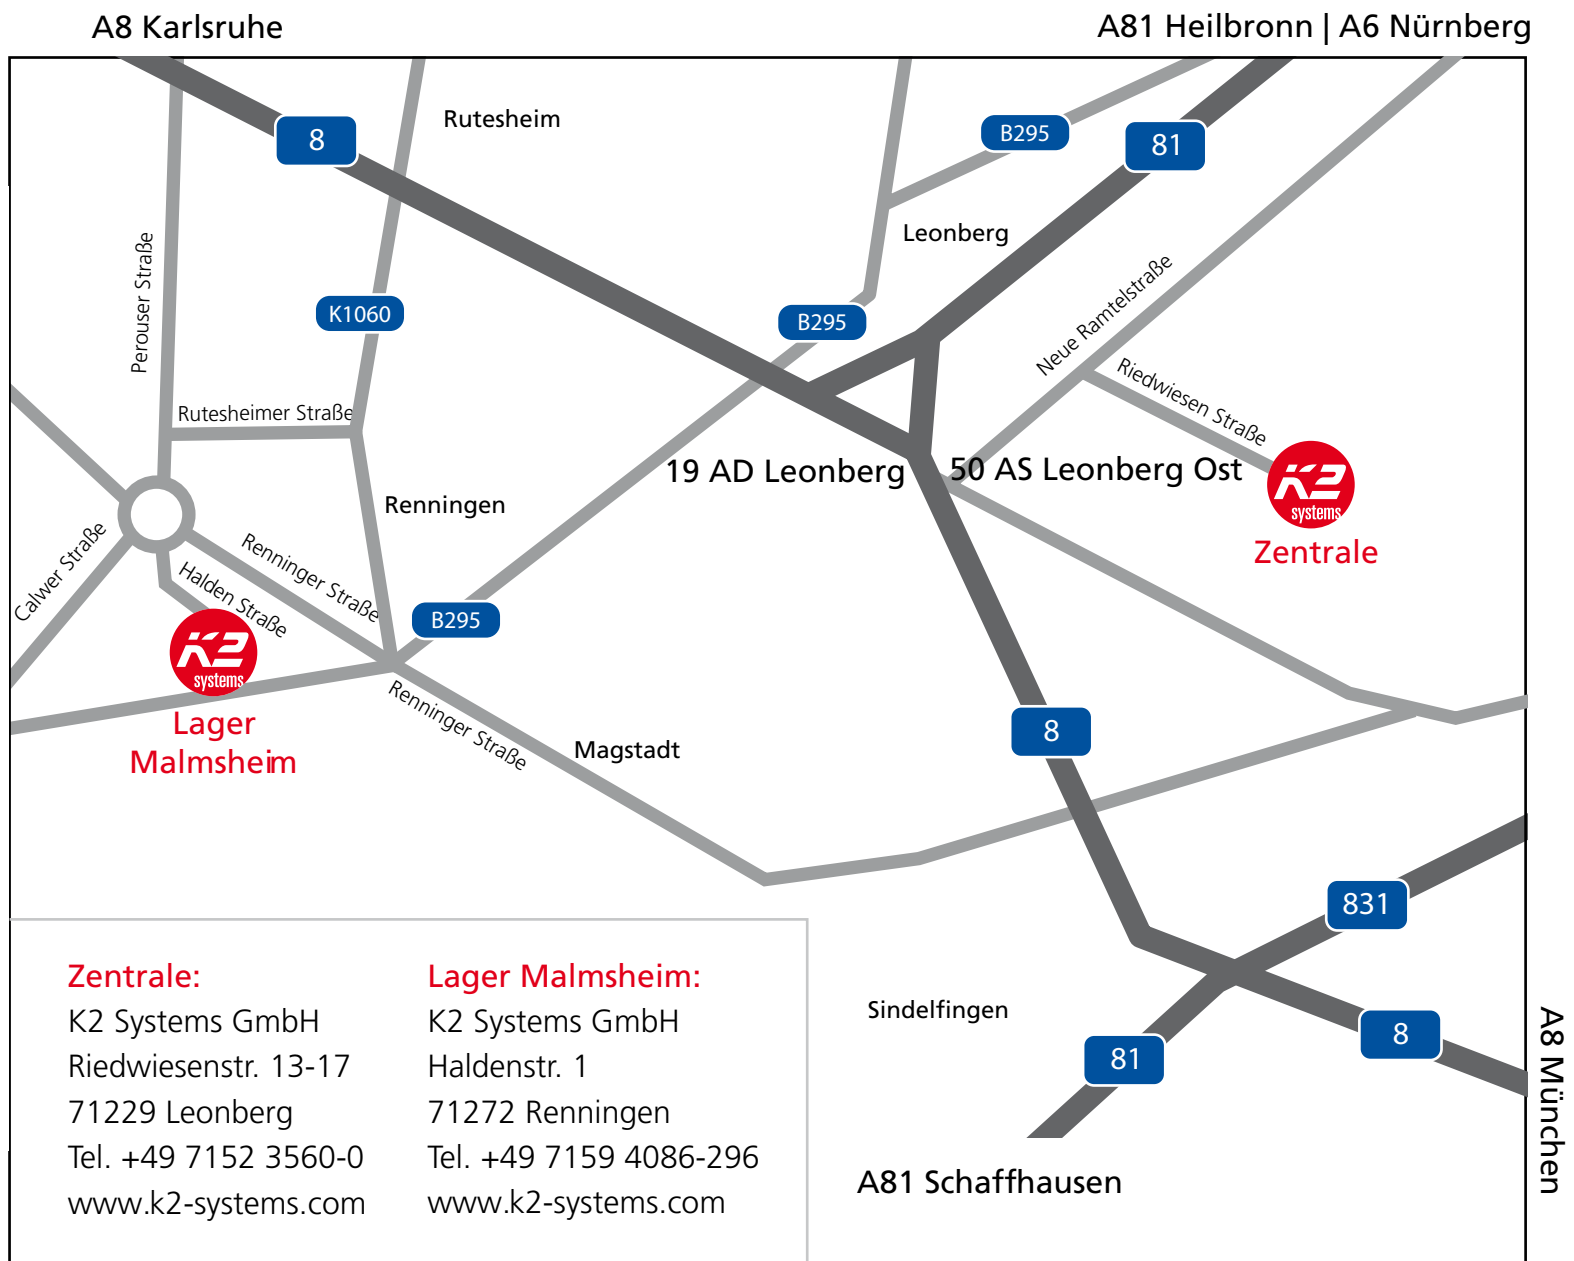 A8 Karlsruhe
A81 Heilbronn | A6 Nürnberg
8
Rutesheim
B295
81
Leonberg
Perouser Straße
K1060
B295
Neue Ramtelstraße
Riedwiesen Straße
Rutesheimer Straße
19 AD Leonberg
50 AS Leonberg Ost
K2
systems
Zentrale
Renningen
Calwer Straße
Renninger Straße
Halden Straße
B295
K2
systems
Lager
Malmsheim
Renninger Straße
Magstadt
8
831
Sindelfingen
81
8
A8 München
A81 Schaffhausen
Zentrale:
K2 Systems GmbH
Riedwiesenstr. 13-17
71229 Leonberg
Tel. +49 7152 3560-0
www.k2-systems.com
Lager Malmsheim:
K2 Systems GmbH
Haldenstr. 1
71272 Renningen
Tel. +49 7159 4086-296
www.k2-systems.com